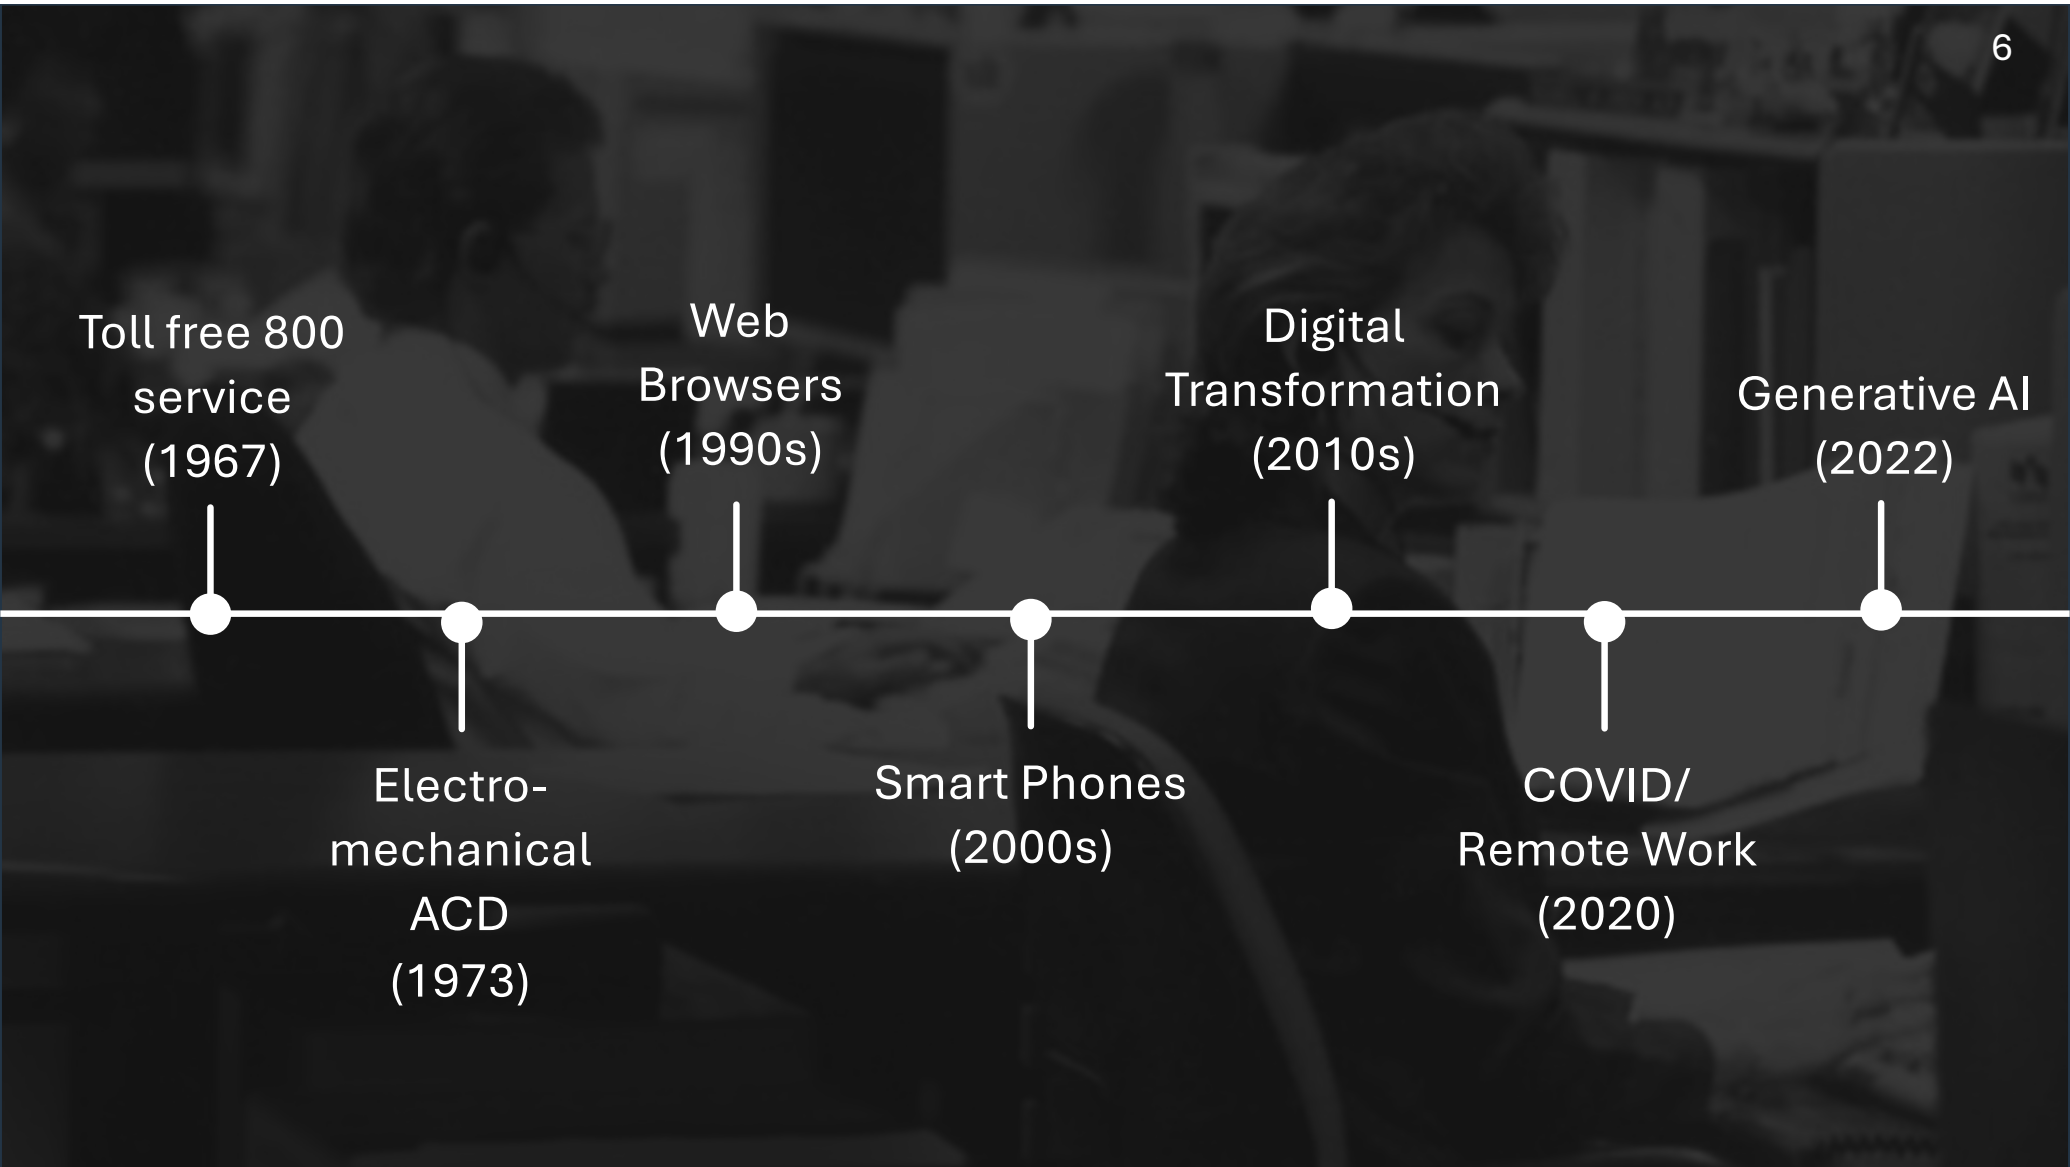 6
Toll free 800
service
(1967)
Electro-
mechanical
ACD
(1973)
Web
Browsers
(1990s)
Smart Phones
(2000s)
Digital
Transformation
(2010s)
COVID/
Remote Work
(2020)
Generative AI
(2022)